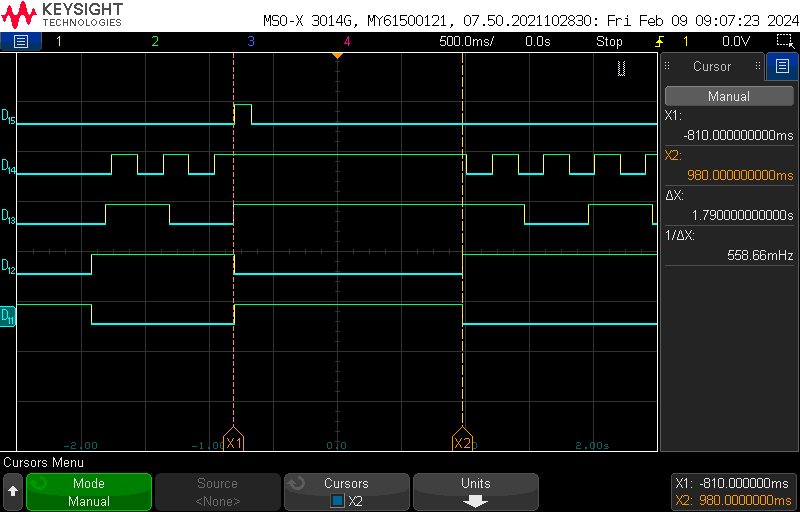 KEYSIGHT
TECHNOLOGIES
MSO-X 3014G, MY61500121, 07.50.2021102830: Fri Feb 09 09:07:23 2024
1 2 3 4 500.0ms/ 0.0s Stop 1 0.0V
Cursor
Manual
X1:
-810.000000000ms
X2:
980.000000000ms
ΔX:
1.790000000000s
1/ΔX:
558.66mHz
D15
D14
D13
D12
D11
-2.00 -1.0 X1 0.0 X2 2.00s
Cursors Menu
Mode
Manual
Source
<None>
Cursors
X2
Units
X1: -810.0000000ms
X2: 980.0000000ms